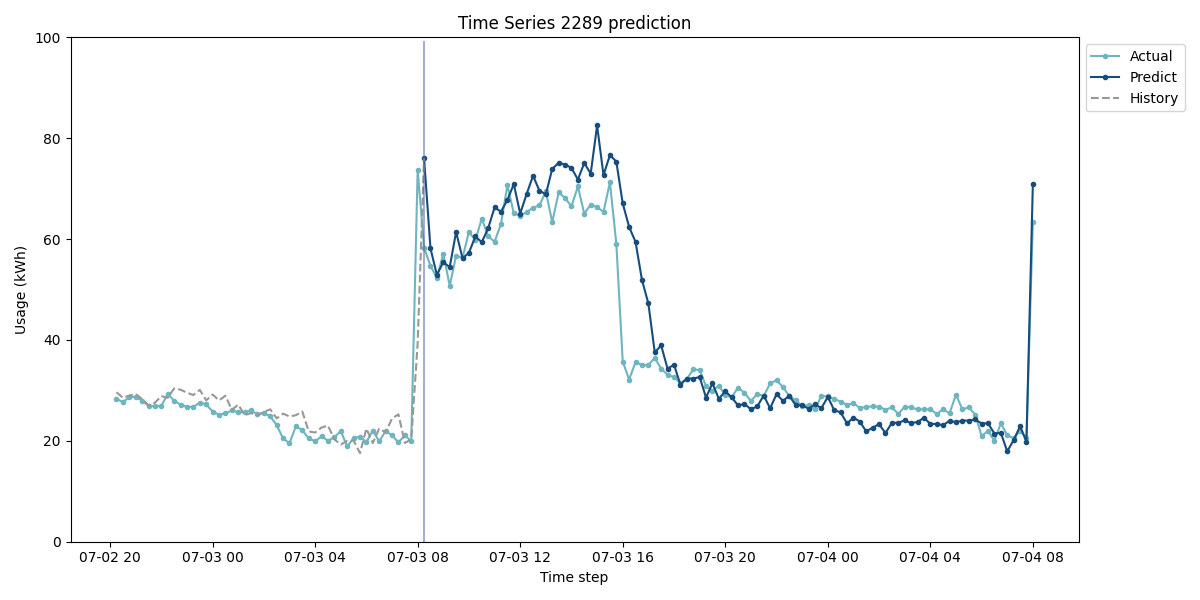 Time Series 2289 prediction
100
80
60
40
20
0
Usage (kWh)
07-02 20
07-03 00
07-03 04
07-03 08
07-03 12
07-03 16
07-03 20
07-04 00
07-04 04
07-04 08
Time step
Actual
Predict
History